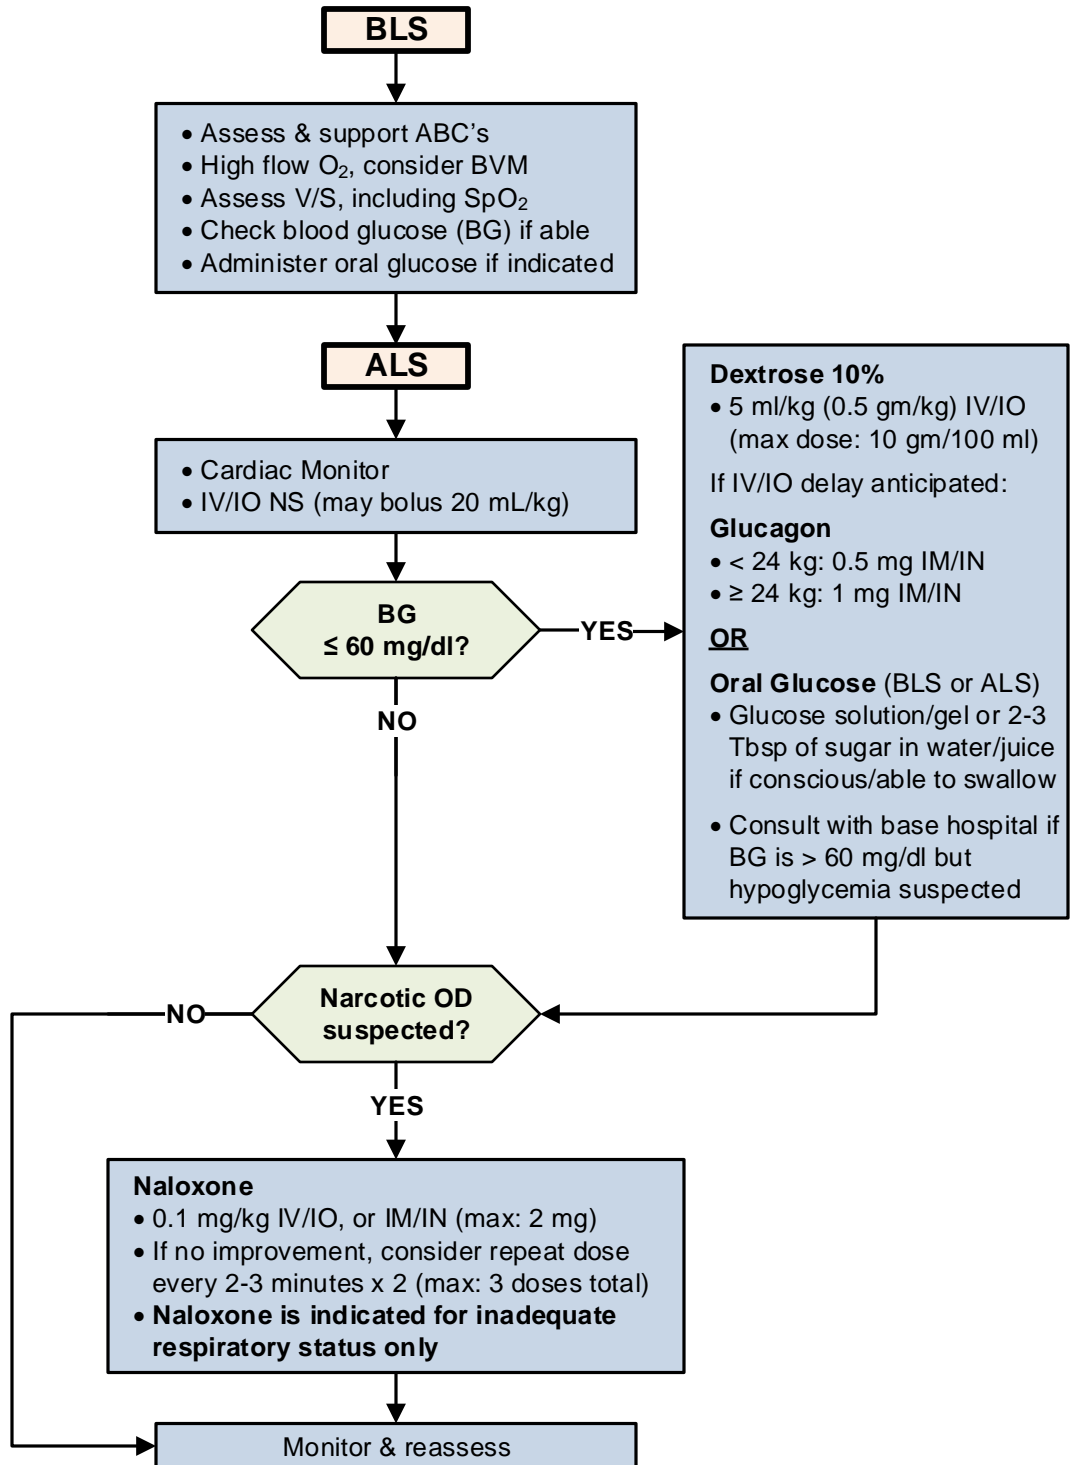 BLS
• Assess & support ABC's
• High flow O₂, consider BVM
• Assess V/S, including SpO₂
• Check blood glucose (BG) if able
• Administer oral glucose if indicated
ALS
• Cardiac Monitor
• IV/IO NS (may bolus 20 mL/kg)
BG
≤ 60 mg/dl?
YES
NO
Dextrose 10%
• 5 ml/kg (0.5 gm/kg) IV/IO
(max dose: 10 gm/100 ml)
If IV/IO delay anticipated:
Glucagon
• < 24 kg: 0.5 mg IM/IN
• ≥ 24 kg: 1 mg IM/IN
OR
Oral Glucose (BLS or ALS)
• Glucose solution/gel or 2-3
Tbsp of sugar in water/juice
if conscious/able to swallow
• Consult with base hospital if
BG is > 60 mg/dl but
hypoglycemia suspected
Narcotic OD
suspected?
NO
YES
Naloxone
• 0.1 mg/kg IV/IO, or IM/IN (max: 2 mg)
• If no improvement, consider repeat dose
every 2-3 minutes x 2 (max: 3 doses total)
• Naloxone is indicated for inadequate
respiratory status only
Monitor & reassess